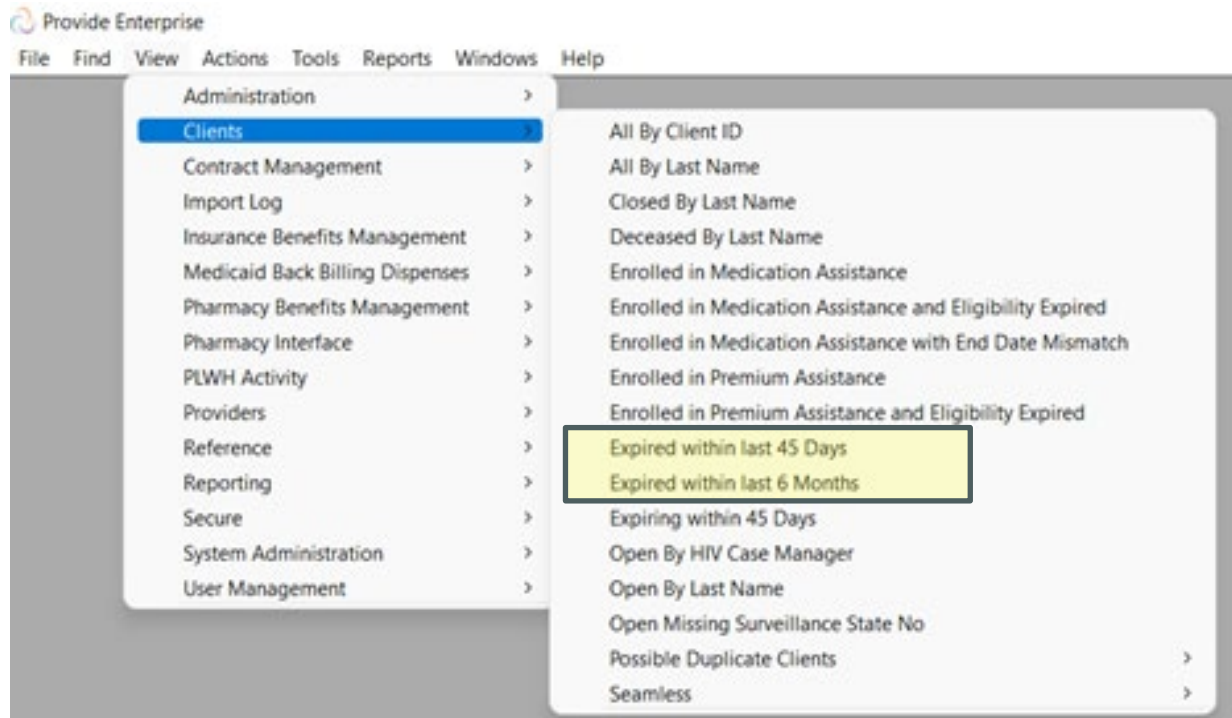 Provide Enterprise
File Find View Actions Tools Reports Windows Help
Administration
Clients
Contract Management
Import Log
Insurance Benefits Management
Medicaid Back Billing Dispenses
Pharmacy Benefits Management
Pharmacy Interface
PLWH Activity
Providers
Reference
Reporting
Secure
System Administration
User Management
All By Client ID
All By Last Name
Closed By Last Name
Deceased By Last Name
Enrolled in Medication Assistance
Enrolled in Medication Assistance and Eligibility Expired
Enrolled in Medication Assistance with End Date Mismatch
Enrolled in Premium Assistance
Enrolled in Premium Assistance and Eligibility Expired
Expired within last 45 Days
Expired within last 6 Months
Expiring within 45 Days
Open By HIV Case Manager
Open By Last Name
Open Missing Surveillance State No
Possible Duplicate Clients
Seamless